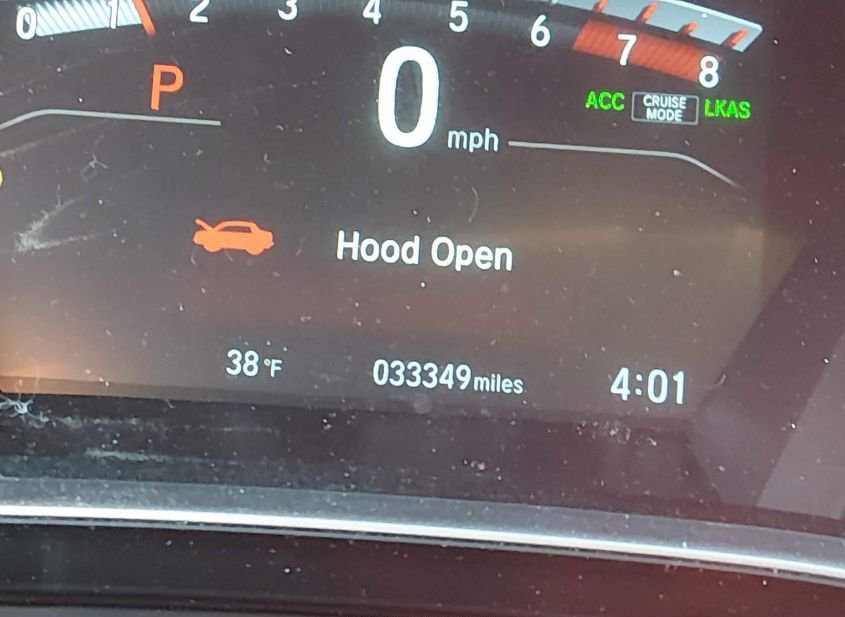 0 1 2 3 4 5 6 7 8
P
0 mph
ACC CRUISE MODE LKAS
Hood Open
38°F 033349 miles 4:01